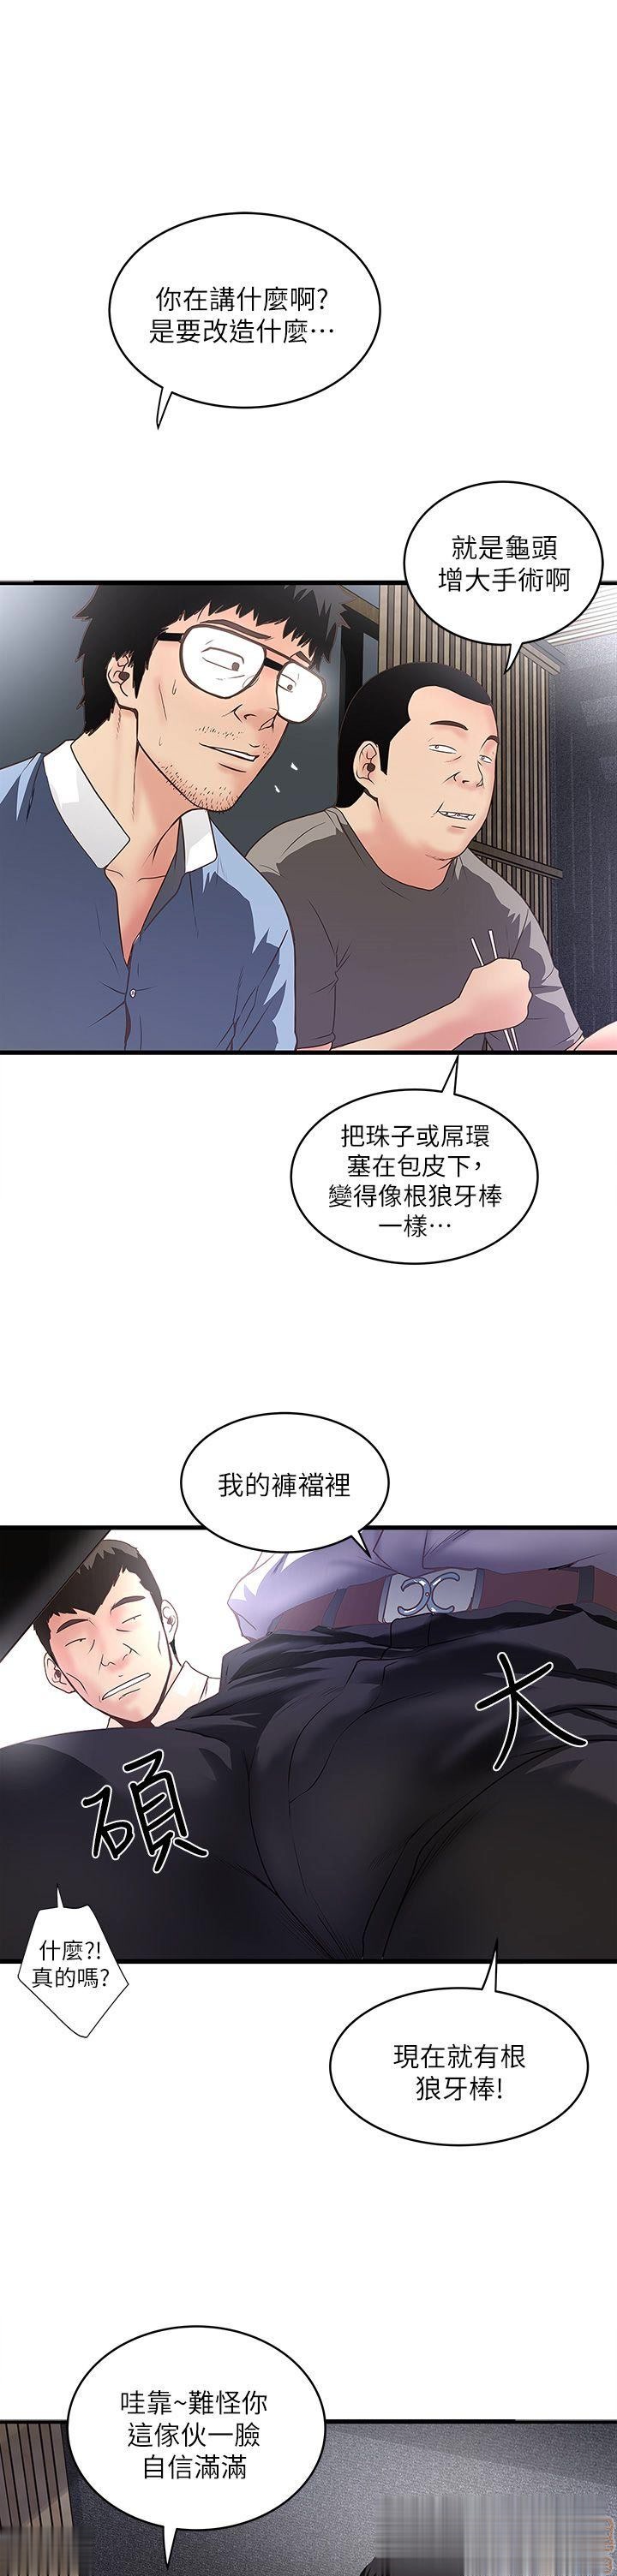 你在講什麼啊?
是要改造什麼⋯
就是龜頭
增大手術啊
把珠子或屌環
塞在包皮下,
變得像根狼牙棒
一樣⋯
我的褲襠裡
碩
大
什麼?!
真的嗎?
現在就有根
狼牙棒!
哇靠~難怪你
這傢伙一臉
自信滿滿